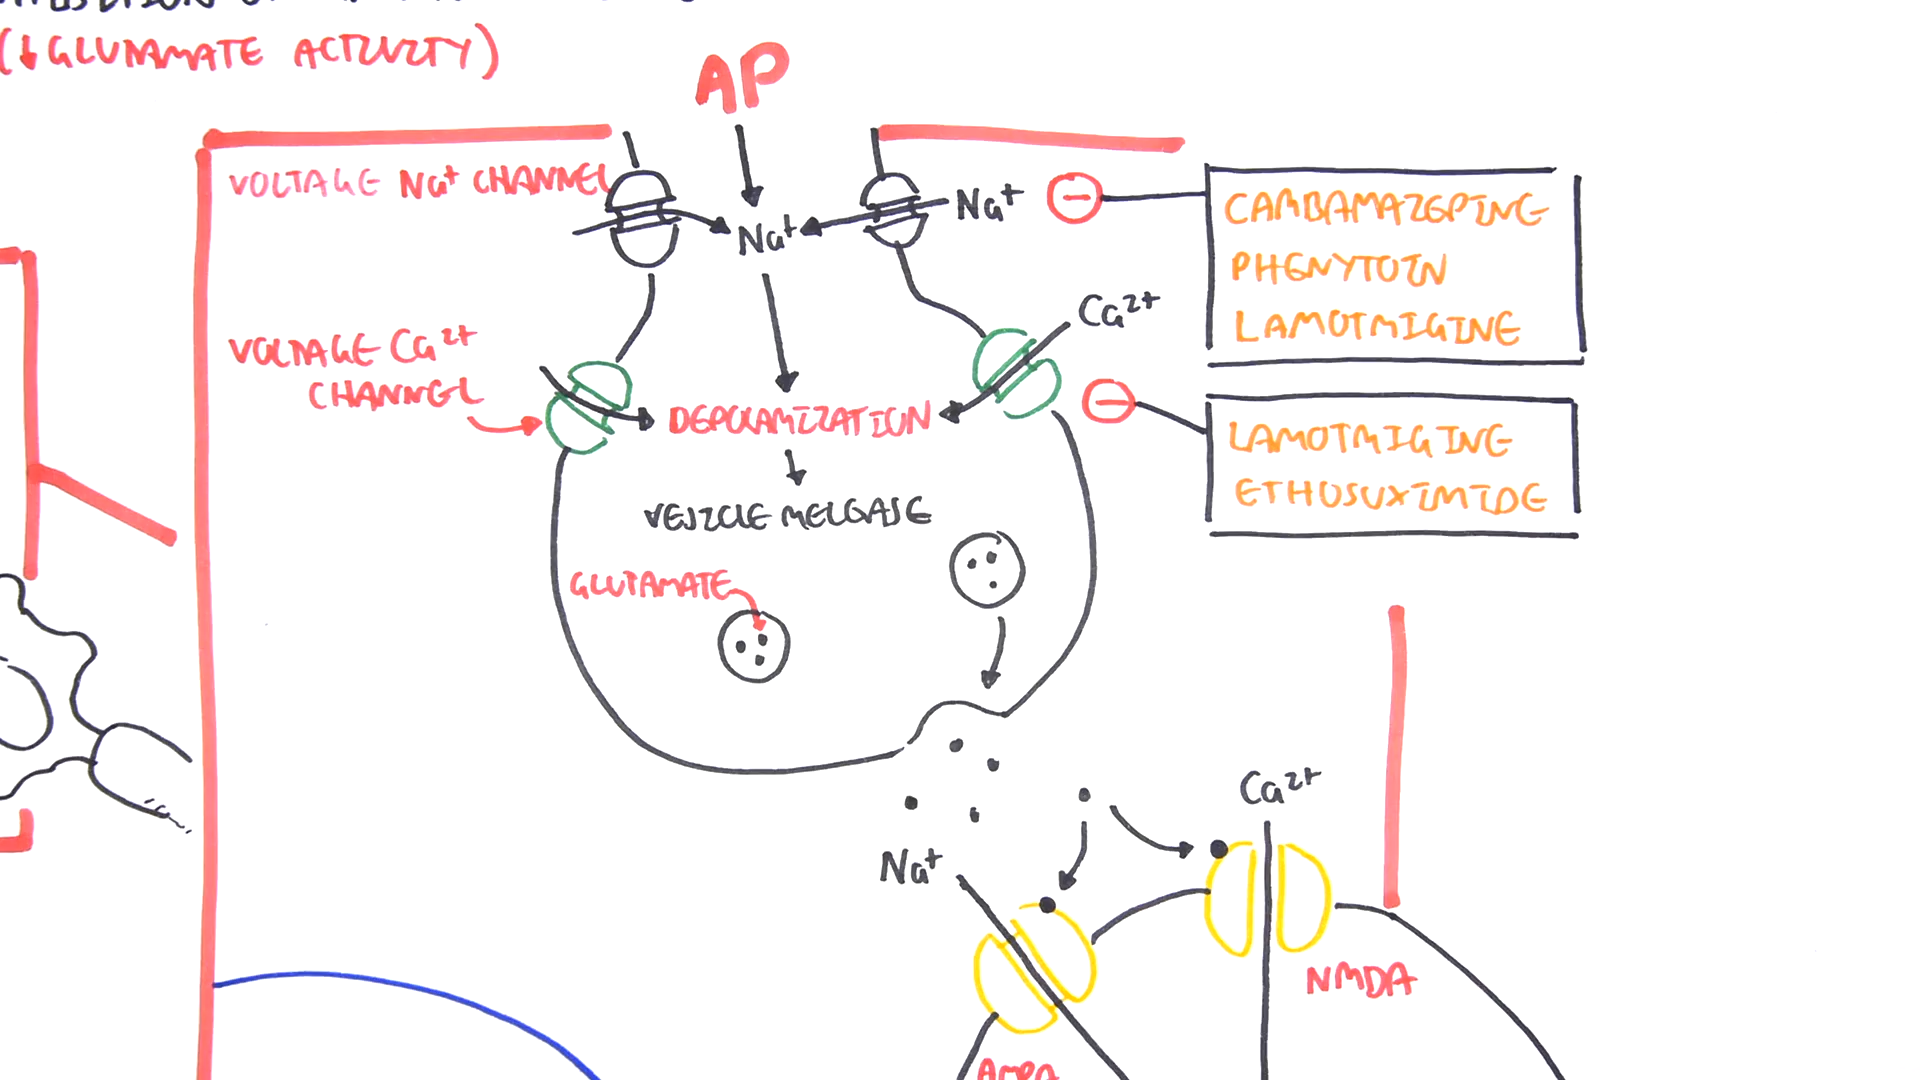 (↓GLUTAMATE ACTIVITY)
AP
VOLTAGE Na⁺ CHANNEL
Na⁺
Na⁺
CARBAMAZEPINE
PHENYTOIN
LAMOTRIGINE
VOLTAGE Ca²⁺
CHANNEL
Ca²⁺
DEPOLARIZATION
LAMOTRIGINE
ETHOSUXIMIDE
VESICLE RELEASE
GLUTAMATE
Ca²⁺
Na⁺
NMDA
AMPA